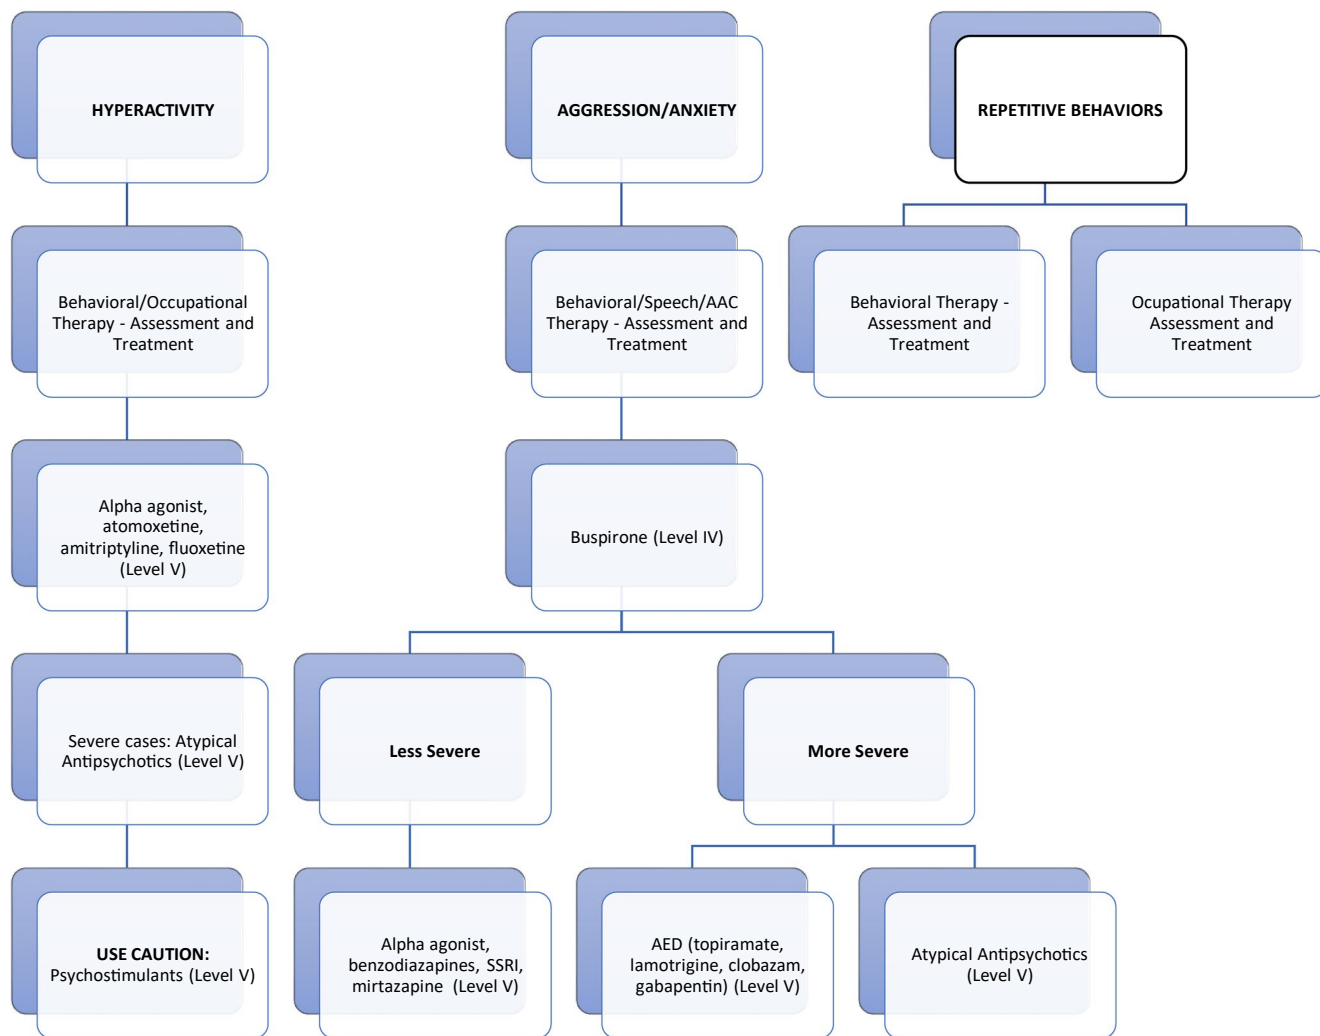 HYPERACTIVITY
AGGRESSION/ANXIETY
REPETITIVE BEHAVIORS
Behavioral/Occupational
Therapy - Assessment and
Treatment
Behavioral/Speech/AAC
Therapy - Assessment and
Treatment
Behavioral Therapy -
Assessment and
Treatment
Ocupational Therapy
Assessment and
Treatment
Alpha agonist,
atomoxetine,
amitriptyline, fluoxetine
(Level V)
Buspirone (Level IV)
Severe cases: Atypical
Antipsychotics (Level V)
Less Severe
More Severe
USE CAUTION:
Psychostimulants (Level V)
Alpha agonist,
benzodiazapines, SSRI,
mirtazapine (Level V)
AED (topiramate,
lamotrigine, clobazam,
gabapentin) (Level V)
Atypical Antipsychotics
(Level V)